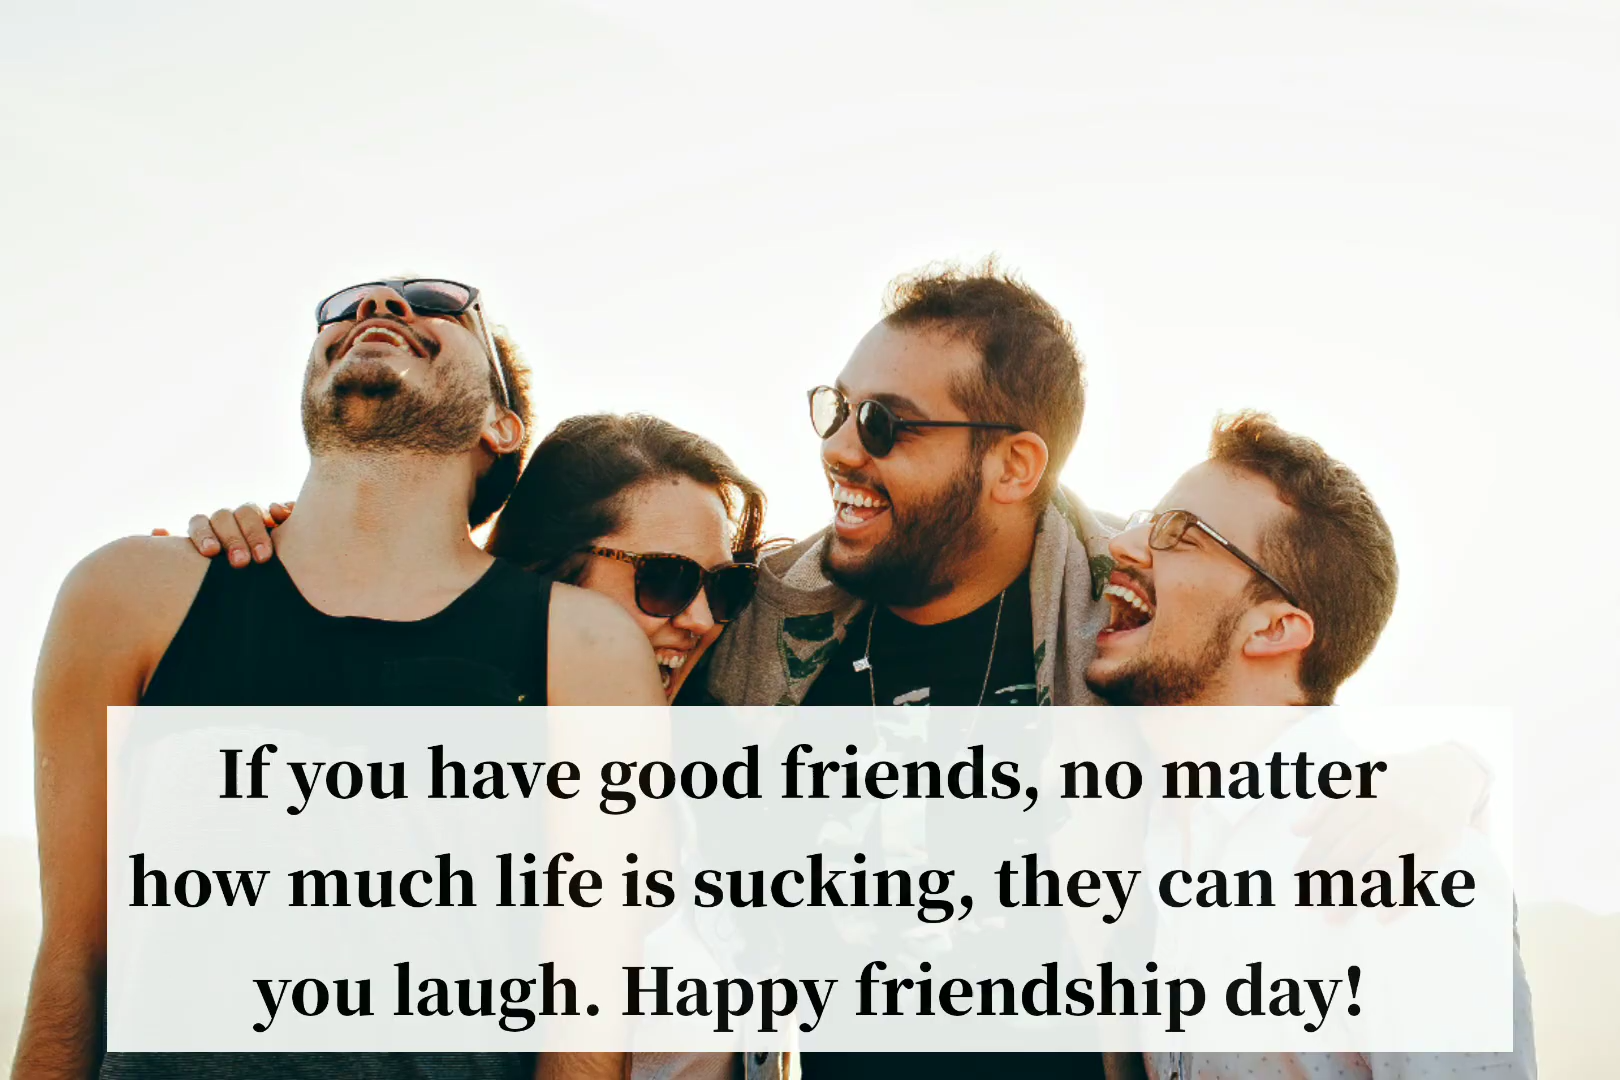 If you have good friends, no matter
how much life is sucking, they can make
you laugh. Happy friendship day!